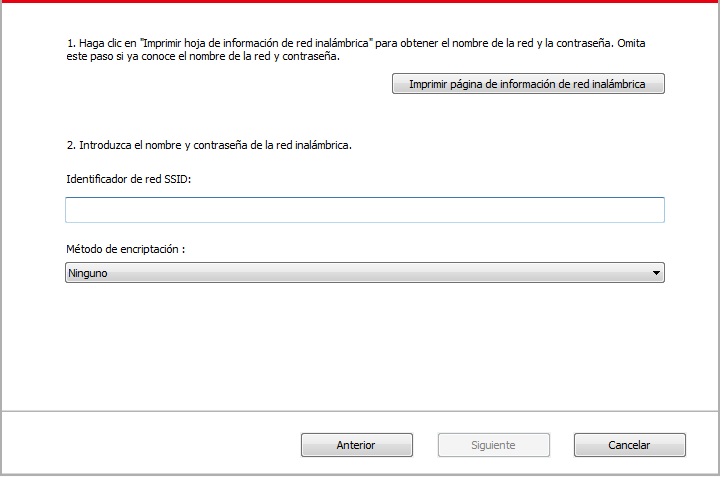 1. Haga clic en "Imprimir hoja de información de red inalámbrica" para obtener el nombre de la red y la contraseña. Omita
este paso si ya conoce el nombre de la red y contraseña.
Imprimir página de información de red inalámbrica
2. Introduzca el nombre y contraseña de la red inalámbrica.
Identificador de red SSID:
Método de encriptación :
Ninguno
Anterior
Siguiente
Cancelar